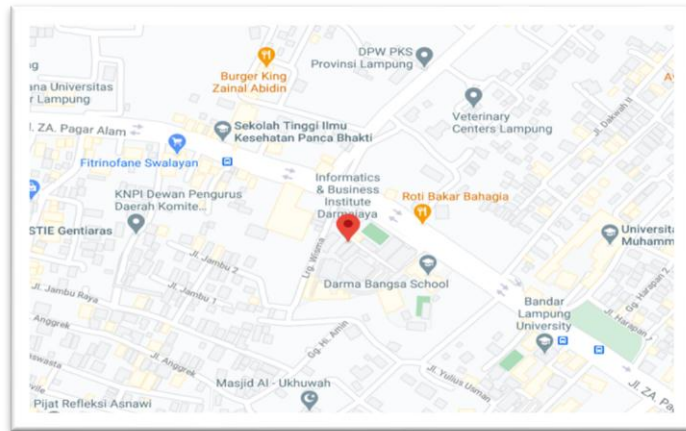 DPW PKS
Provinsi Lampung
Burger King
Zainal Abidin
ana Universitas
r Lampung
Veterinary
Centers Lampung
Jl. Dakwah II
l. ZA. Pagar Alam
Sekolah Tinggi Ilmu
Kesehatan Panca Bhakti
Fitrinofane Swalayan
Informatics
& Business
Institute
Darmajaya
KNPI Dewan Pengurus
Daerah Komite...
Roti Bakar Bahagia
STIE Gentiaras
Universita
Muhamm
Lrg. Wisma
Jl. Jambu 2
Darma Bangsa School
Jl. Jambu Raya
Jl. Jambu 1
Gg. Harapan 2
Bandar
Lampung
University
Jl. Harapan
Anggrek
Gg. Hi. Amin
Jl. Anggrek
Jl. Yulius Usman
Jl. ZA. Pag
Masjid Al - Ukhuwah
Pijat Refleksi Asnawi